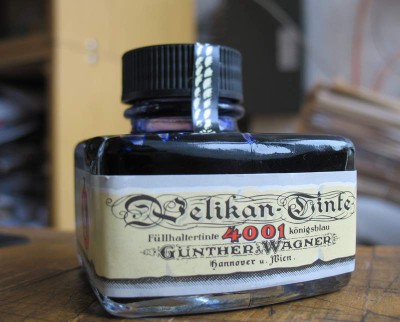 Pelikan-Tinte
Füllhaltertinte 4001 königsblau
GÜNTHER WAGNER
Hannover u. Wien.